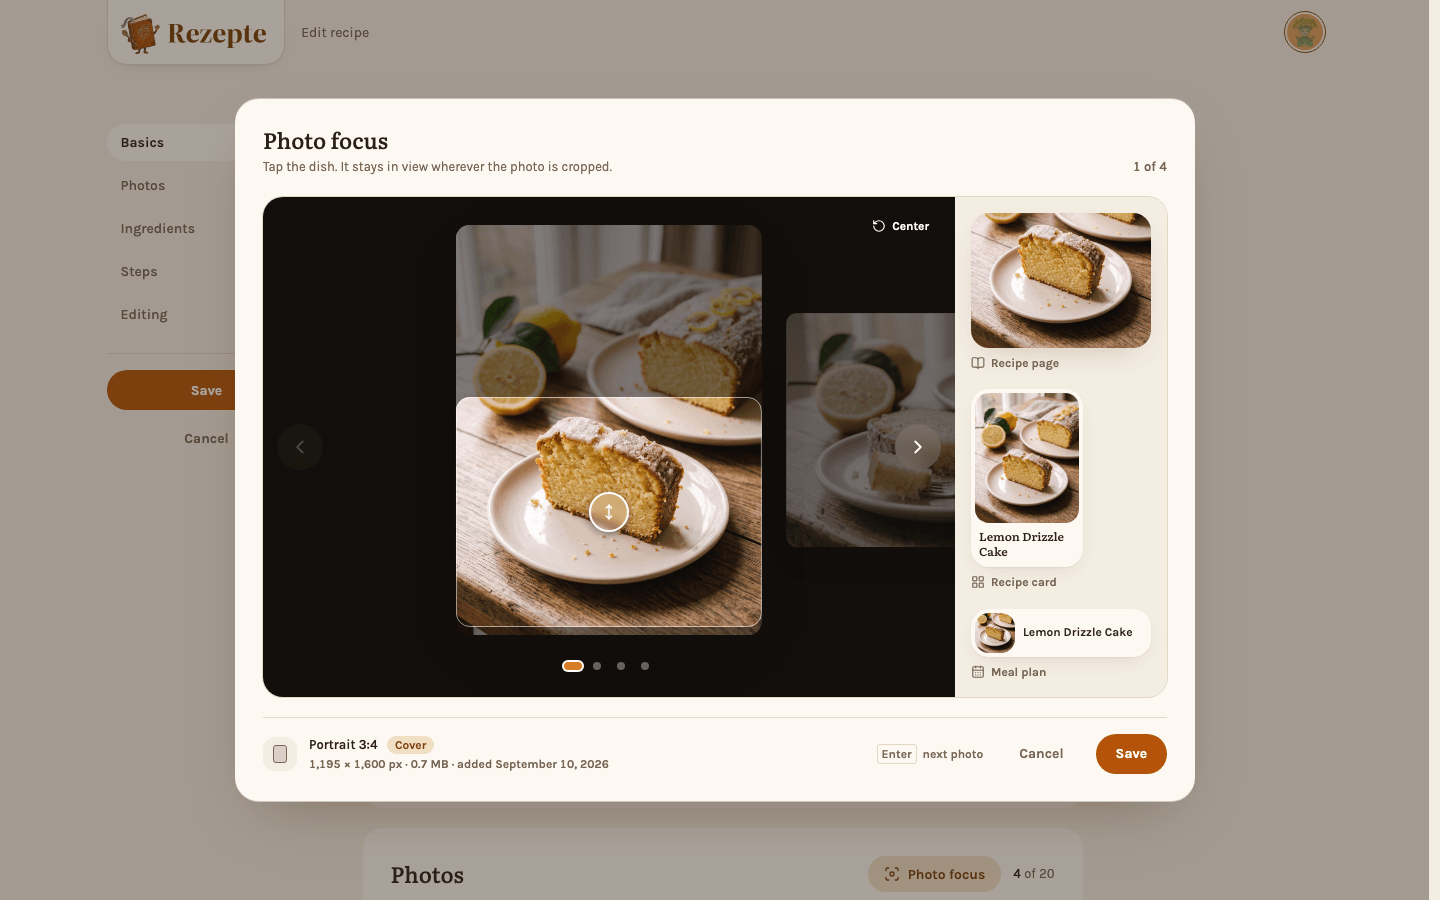 Rezepte
Edit recipe
Basics
Photos
Ingredients
Steps
Editing
Save
Cancel
Photo focus
Tap the dish. It stays in view wherever the photo is cropped.
1 of 4
Center
Recipe page
Lemon Drizzle
Cake
Recipe card
Lemon Drizzle Cake
Meal plan
Portrait 3:4 Cover
1,195 × 1,600 px · 0.7 MB · added September 10, 2026
Enter next photo
Cancel
Save
Photos
Photo focus
4 of 20